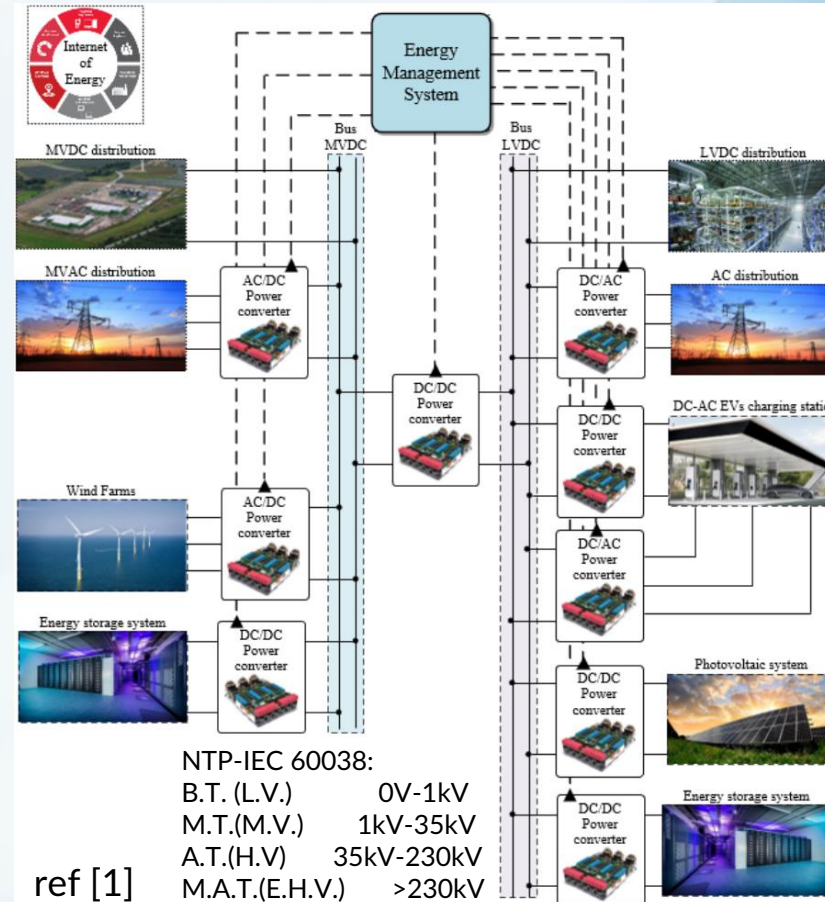 Internet
of
Energy
Energy
Management
System
Bus
MVDC
Bus
LVDC
MVDC distribution
LVDC distribution
MVAC distribution
AC/DC
Power
converter
DC/AC
Power
converter
AC distribution
DC/DC
Power
converter
DC/DC
Power
converter
DC-AC EVs charging stati
Wind Farms
AC/DC
Power
converter
DC/AC
Power
converter
Energy storage system
DC/DC
Power
converter
DC/DC
Power
converter
Photovoltaic system
DC/DC
Power
converter
Energy storage system
NTP-IEC 60038:
B.T. (L.V.) 0V-1kV
M.T.(M.V.) 1kV-35kV
A.T.(H.V) 35kV-230kV
M.A.T.(E.H.V.) >230kV
ref [1]